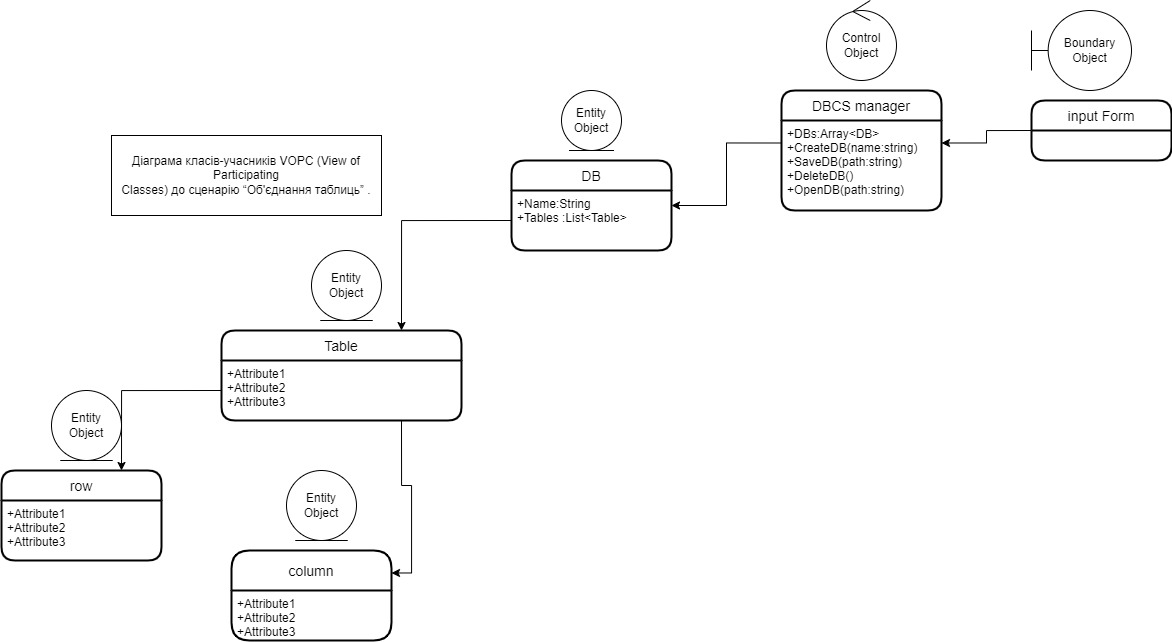 Control
Object
Boundary
Object
DBCS manager
+DBs:Array<DB>
+CreateDB(name:string)
+SaveDB(path:string)
+DeleteDB()
+OpenDB(path:string)
input Form
Entity
Object
DB
+Name:String
+Tables :List<Table>
Діаграма класів-учасників VOPC (View of
Participating
Classes) до сценарію “Об'єднання таблиць” .
Entity
Object
Table
+Attribute1
+Attribute2
+Attribute3
Entity
Object
row
+Attribute1
+Attribute2
+Attribute3
Entity
Object
column
+Attribute1
+Attribute2
+Attribute3